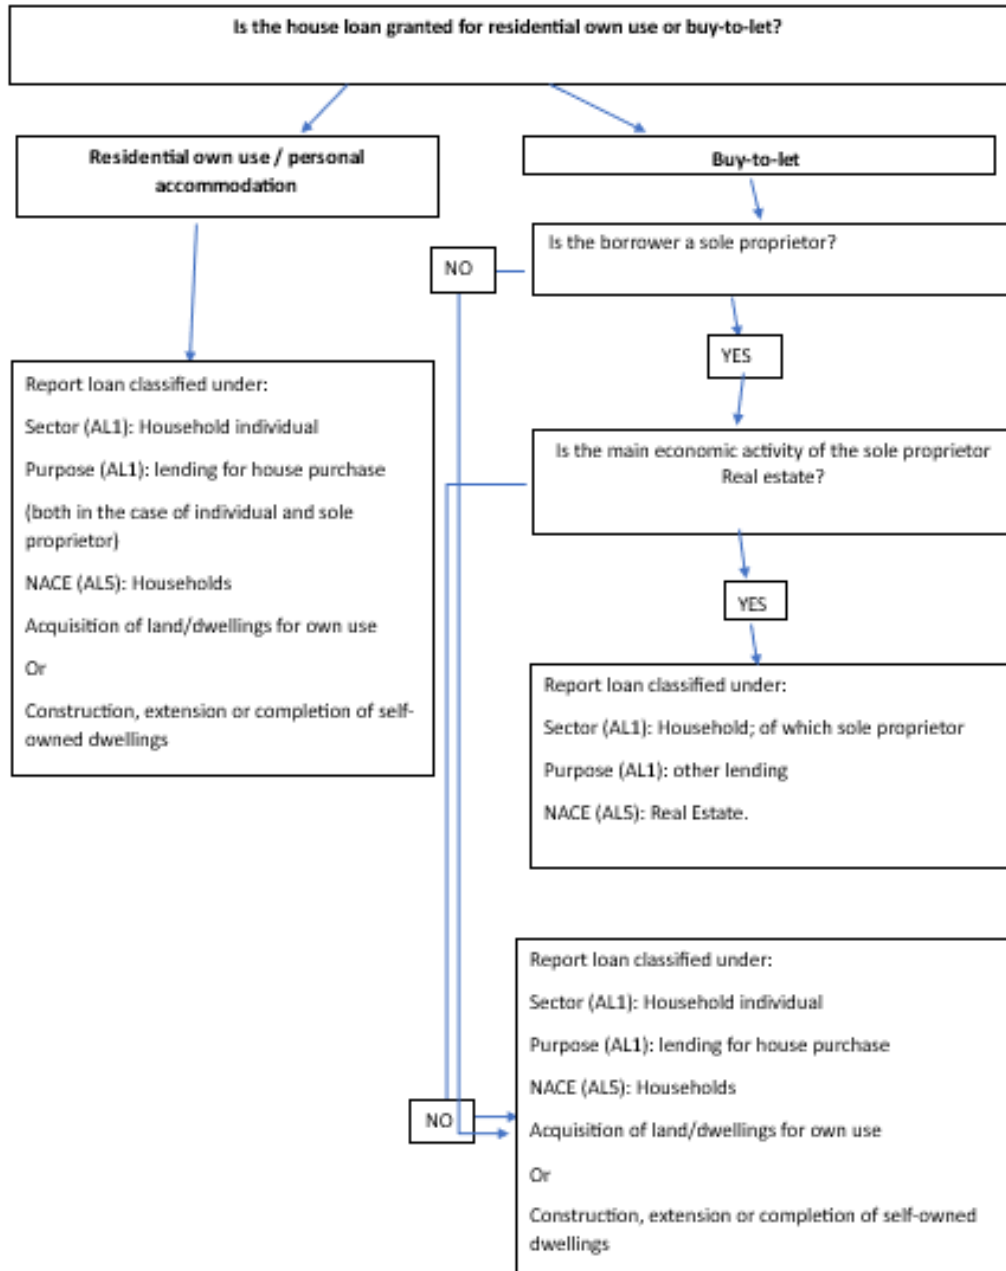 Is the house loan granted for residential own use or buy-to-let?
Residential own use / personal
accommodation
Buy-to-let
Is the borrower a sole proprietor?
NO
YES
Report loan classified under:
Sector (AL1): Household individual
Purpose (AL1): lending for house purchase
(both in the case of individual and sole
proprietor)
NACE (AL5): Households
Acquisition of land/dwellings for own use
Or
Construction, extension or completion of self-
owned dwellings
Is the main economic activity of the sole proprietor
Real estate?
YES
Report loan classified under:
Sector (AL1): Household; of which sole proprietor
Purpose (AL1): other lending
NACE (AL5): Real Estate.
NO
Report loan classified under:
Sector (AL1): Household individual
Purpose (AL1): lending for house purchase
NACE (AL5): Households
Acquisition of land/dwellings for own use
Or
Construction, extension or completion of self-owned
dwellings